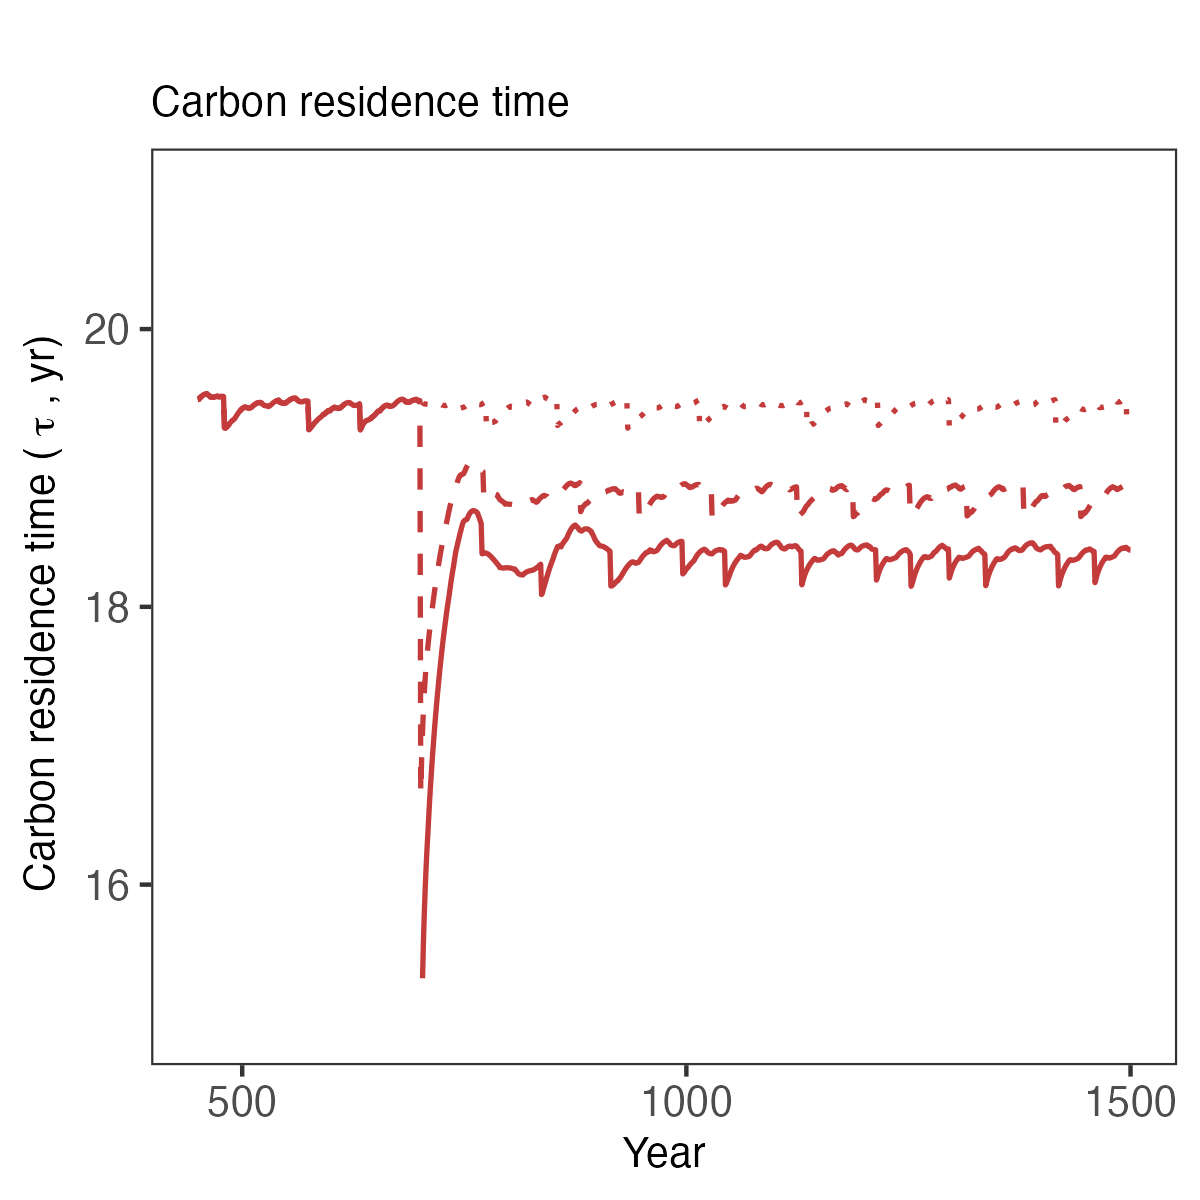 Carbon residence time
Carbon residence time ( τ , yr)
20
18
16
500
1000
1500
Year